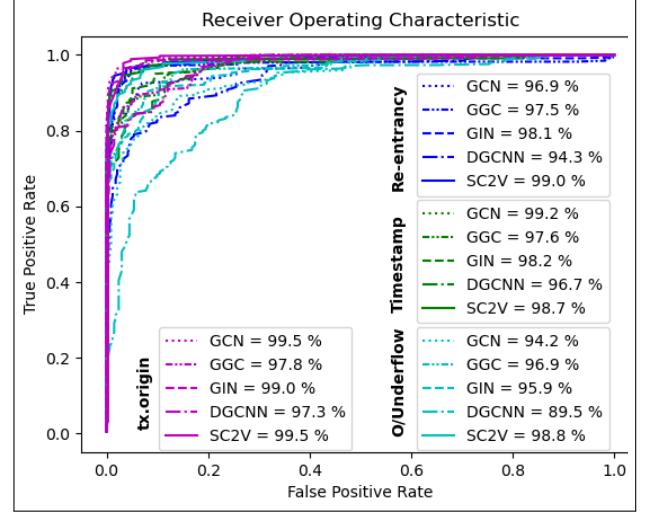 Receiver Operating Characteristic
True Positive Rate
1.0
0.8
0.6
0.4
0.2
0.0
Re-entrancy
GCN = 96.9 %
GGC = 97.5 %
GIN = 98.1 %
DGCNN = 94.3 %
SC2V = 99.0 %
Timestamp
GCN = 99.2 %
GGC = 97.6 %
GIN = 98.2 %
DGCNN = 96.7 %
SC2V = 98.7 %
tx.origin
GCN = 99.5 %
GGC = 97.8 %
GIN = 99.0 %
DGCNN = 97.3 %
SC2V = 99.5 %
O/Underflow
GCN = 94.2 %
GGC = 96.9 %
GIN = 95.9 %
DGCNN = 89.5 %
SC2V = 98.8 %
0.0 0.2 0.4 0.6 0.8 1.0
False Positive Rate